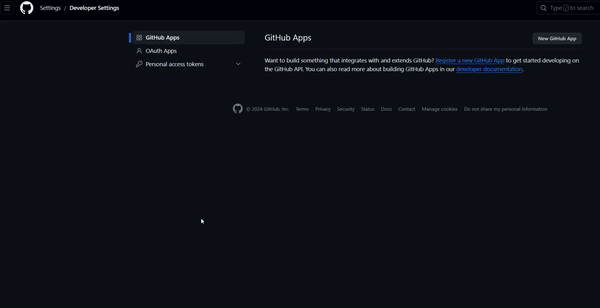 Settings / Developer Settings
Type / to search
GitHub Apps
OAuth Apps
Personal access tokens
GitHub Apps
New GitHub App
Want to build something that integrates with and extends GitHub? Register a new GitHub App to get started developing on
the GitHub API. You can also read more about building GitHub Apps in our developer documentation.
© 2024 GitHub, Inc. Terms Privacy Security Status Docs Contact Manage cookies Do not share my personal information